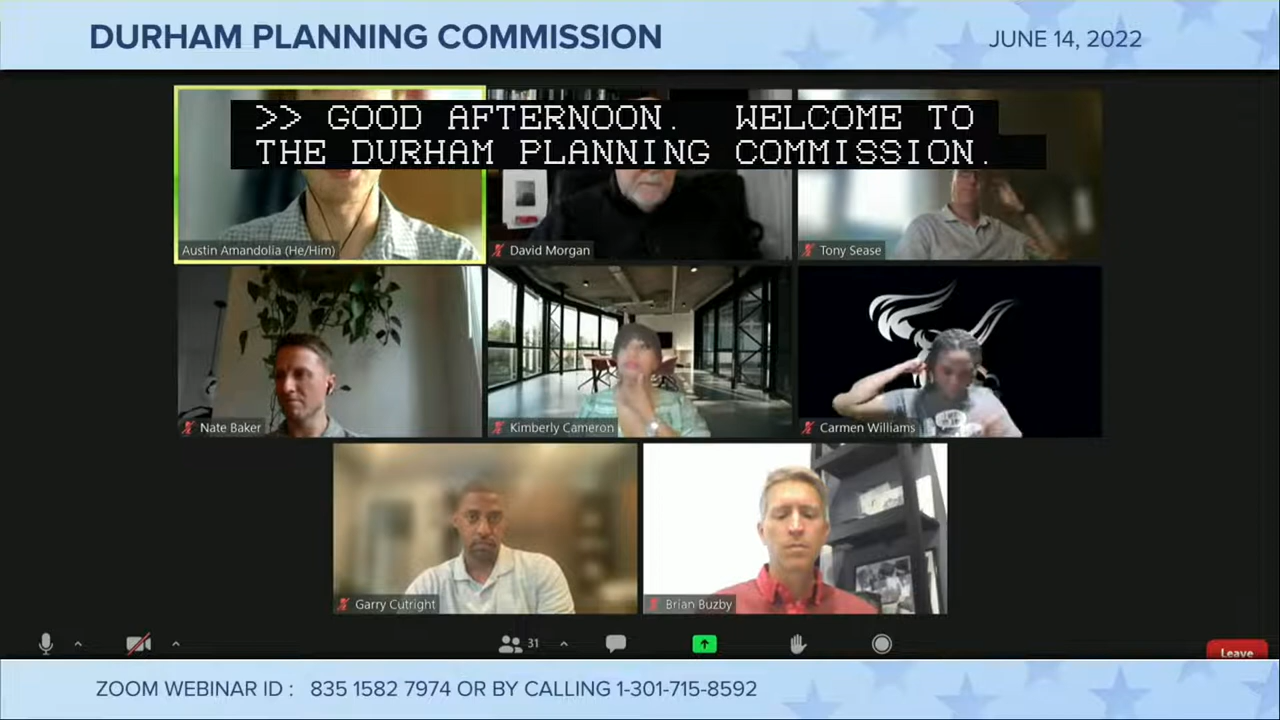 DURHAM PLANNING COMMISSION
JUNE 14, 2022
>> GOOD AFTERNOON. WELCOME TO
THE DURHAM PLANNING COMMISSION.
Austin Amandolia (He/Him)
David Morgan
Tony Sease
Nate Baker
Kimberly Cameron
Carmen Williams
Garry Cutright
Brian Buzby
31
Leave
ZOOM WEBINAR ID : 835 1582 7974 OR BY CALLING 1-301-715-8592